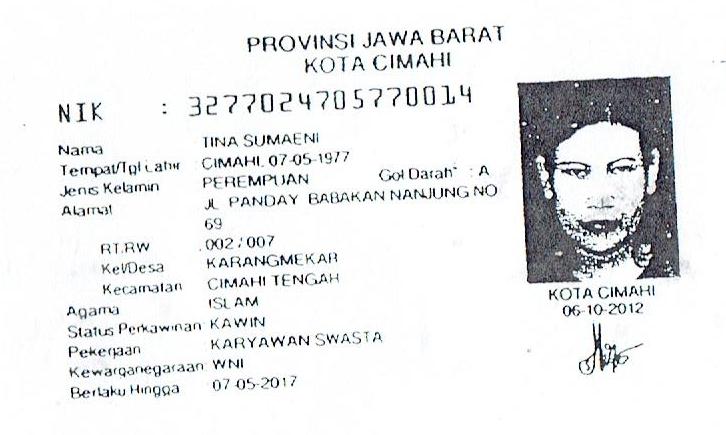 PROVINSI JAWA BARAT
KOTA CIMAHI
NIK : 3277024705770014
Nama TINA SUMAENI
Tempat/Tgl Lahir CIMAHI, 07-05-1977
Jenis Kelamin PEREMPUAN Gol Darah : A
Alamat JL PANDAY BABAKAN NANJUNG NO
69
RT.RW 002/007
Kel/Desa KARANGMEKAR
Kecamatan CIMAHI TENGAH
Agama ISLAM
Status Perkawinan KAWIN
Pekerjaan KARYAWAN SWASTA
Kewarganegaraan WNI
Berlaku Hingga 07-05-2017
KOTA CIMAHI
06-10-2012